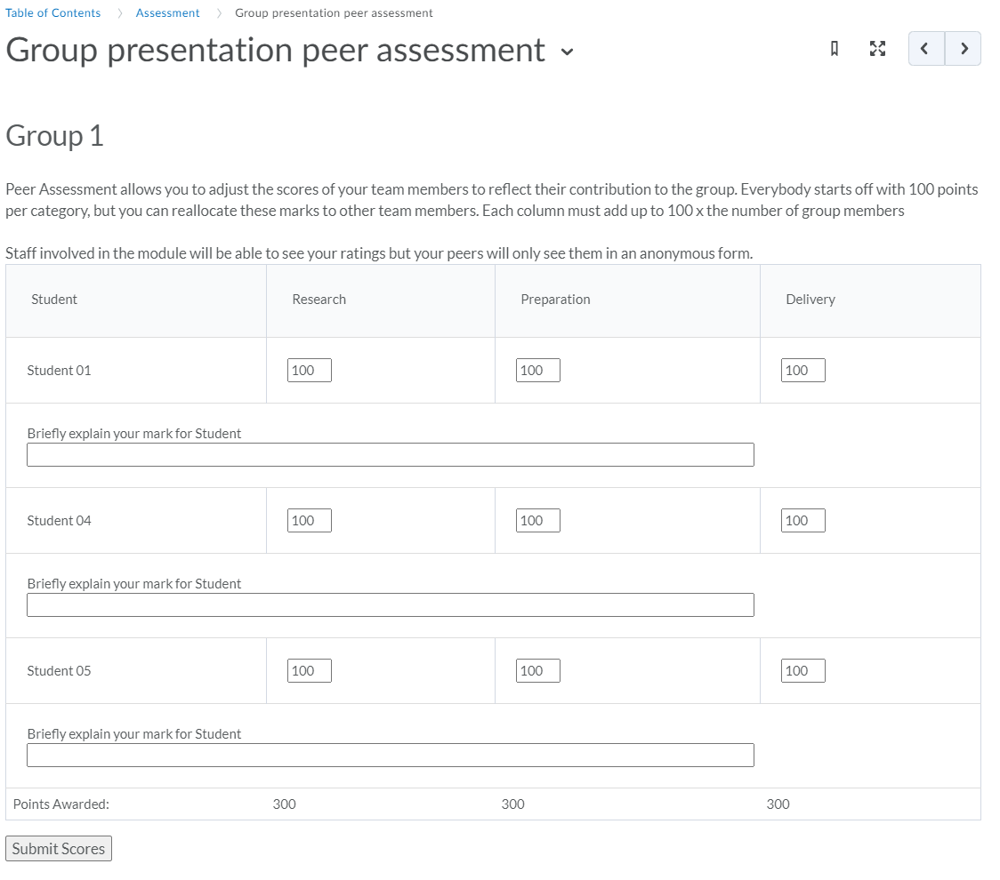 Table of Contents > Assessment > Group presentation peer assessment
Group presentation peer assessment
Group 1
Peer Assessment allows you to adjust the scores of your team members to reflect their contribution to the group. Everybody starts off with 100 points
per category, but you can reallocate these marks to other team members. Each column must add up to 100 x the number of group members
Staff involved in the module will be able to see your ratings but your peers will only see them in an anonymous form.
Student Research Preparation Delivery
Student 01 100 100 100
Briefly explain your mark for Student
Student 04 100 100 100
Briefly explain your mark for Student
Student 05 100 100 100
Briefly explain your mark for Student
Points Awarded: 300 300 300
Submit Scores